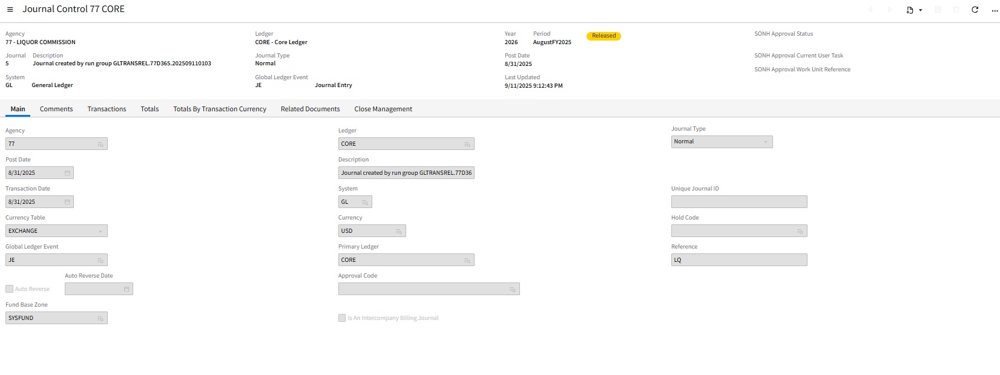 Journal Control 77 CORE
Agency
77 - LIQUOR COMMISSION
Ledger
CORE - Core Ledger
Year Period Released
2026 AugustFY2025
SONH Approval Status
Journal Description
5 Journal created by run group GLTRANSREL.77D365.202509110103
Journal Type
Normal
Post Date
8/31/2025
SONH Approval Current User Task
SONH Approval Work Unit Reference
System
GL General Ledger
Global Ledger Event
JE Journal Entry
Last Updated
9/11/2025 9:12:43 PM
Main Comments Transactions Totals Totals By Transaction Currency Related Documents Close Management
Agency
77
Ledger
CORE
Journal Type
Normal
Post Date
8/31/2025
Description
Journal created by run group GLTRANSREL.77D36
Transaction Date
8/31/2025
System
GL
Unique Journal ID
Currency Table
EXCHANGE
Currency
USD
Hold Code
Global Ledger Event
JE
Primary Ledger
CORE
Reference
LQ
Auto Reverse
Auto Reverse Date
Approval Code
Fund Base Zone
SYSFUND
Is An Intercompany Billing Journal